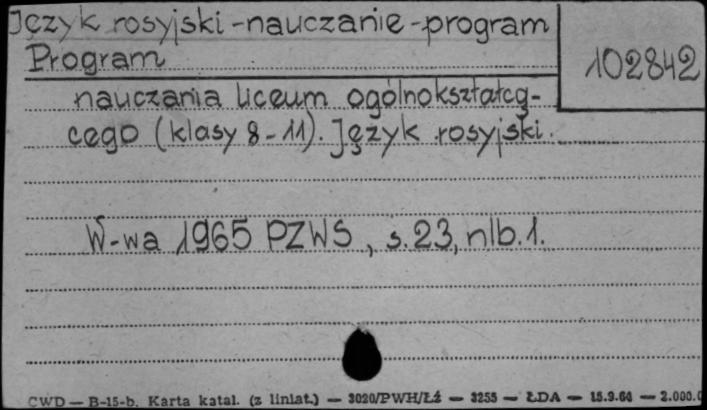 Język rosyjski-nauczanie-program
102842
Program
nauczania liceum ogólnokształcą-
cego (klasy 8-11). Język rosyjski.
W-wa 1965 PZWS, s. 23, nlb. 1.
CWD — B-15-b. Karta katal. (z liniat.) — 3020/PWH/Łź — 3255 — ŁDA — 15.9.64 — 2.000.0